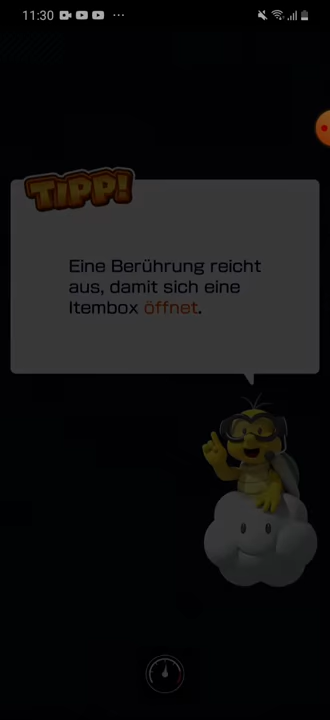 11:30
TIPP!
Eine Berührung reicht
aus, damit sich eine
Itembox öffnet.